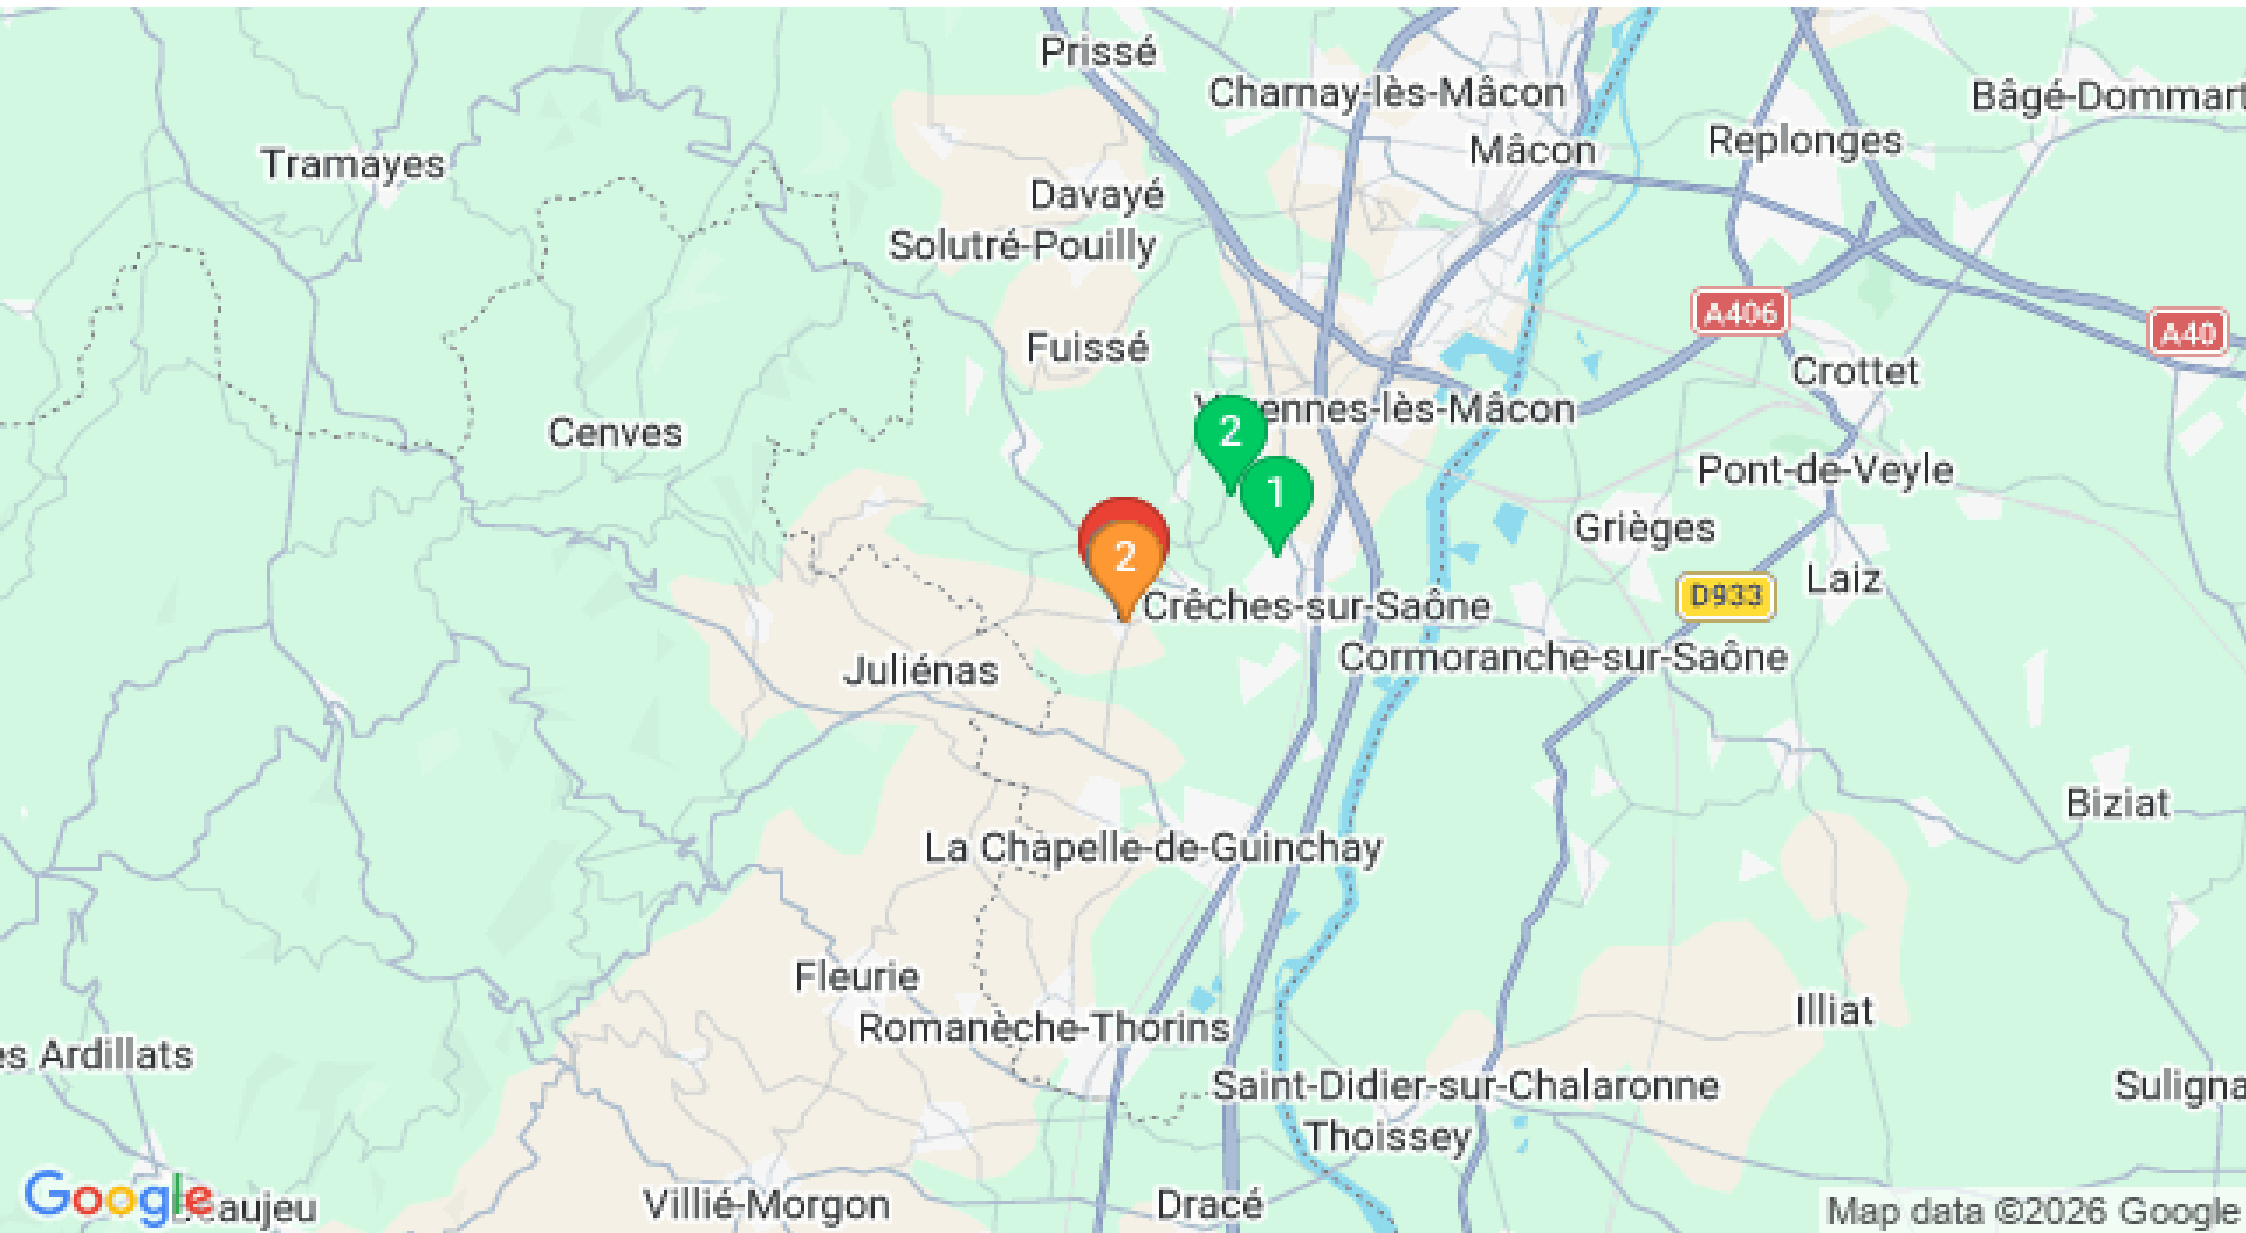 Prissé
Charnay-lès-Mâcon
Bâgé-Dommart
Mâcon
Replonges
Tramayes
Davayé
Solutré-Pouilly
A406
A40
Fuissé
Crottet
ennes-lès-Mâcon
Cenves
2
Pont-de-Veyle
1
Grièges
2
Laiz
D933
Crêches-sur-Saône
Juliénas
Cormoranche-sur-Saône
Biziat
La Chapelle-de-Guinchay
Fleurie
Illiat
Romanèche-Thorins
es Ardillats
Saint-Didier-sur-Chalaronne
Suligna
Thoissey
Google
aujeu
Villié-Morgon
Dracé
Map data ©2026 Google